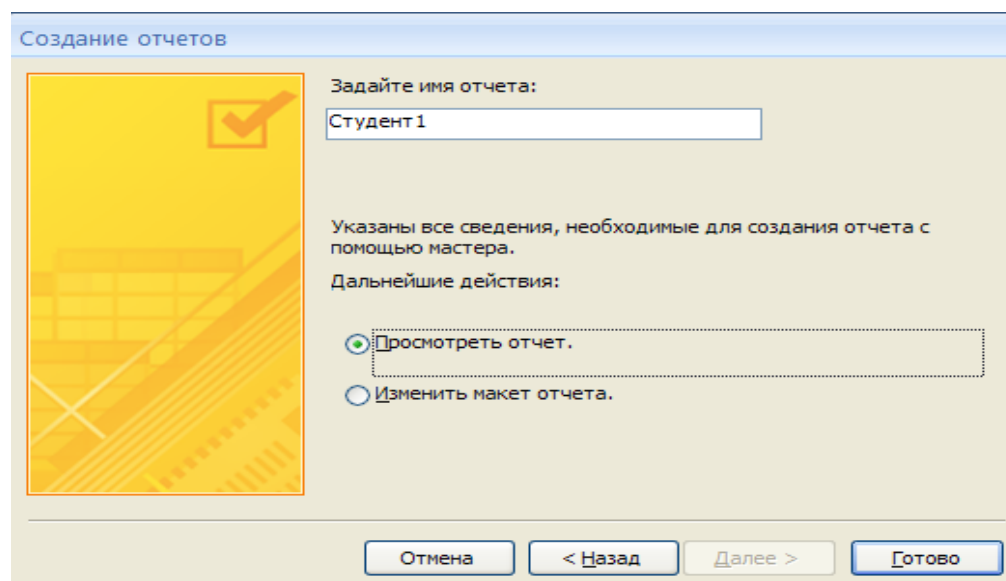 Создание отчетов
Задайте имя отчета:
Студент1
Указаны все сведения, необходимые для создания отчета с
помощью мастера.
Дальнейшие действия:
Просмотреть отчет.
Изменить макет отчета.
Отмена
< Назад
Далее >
Готово